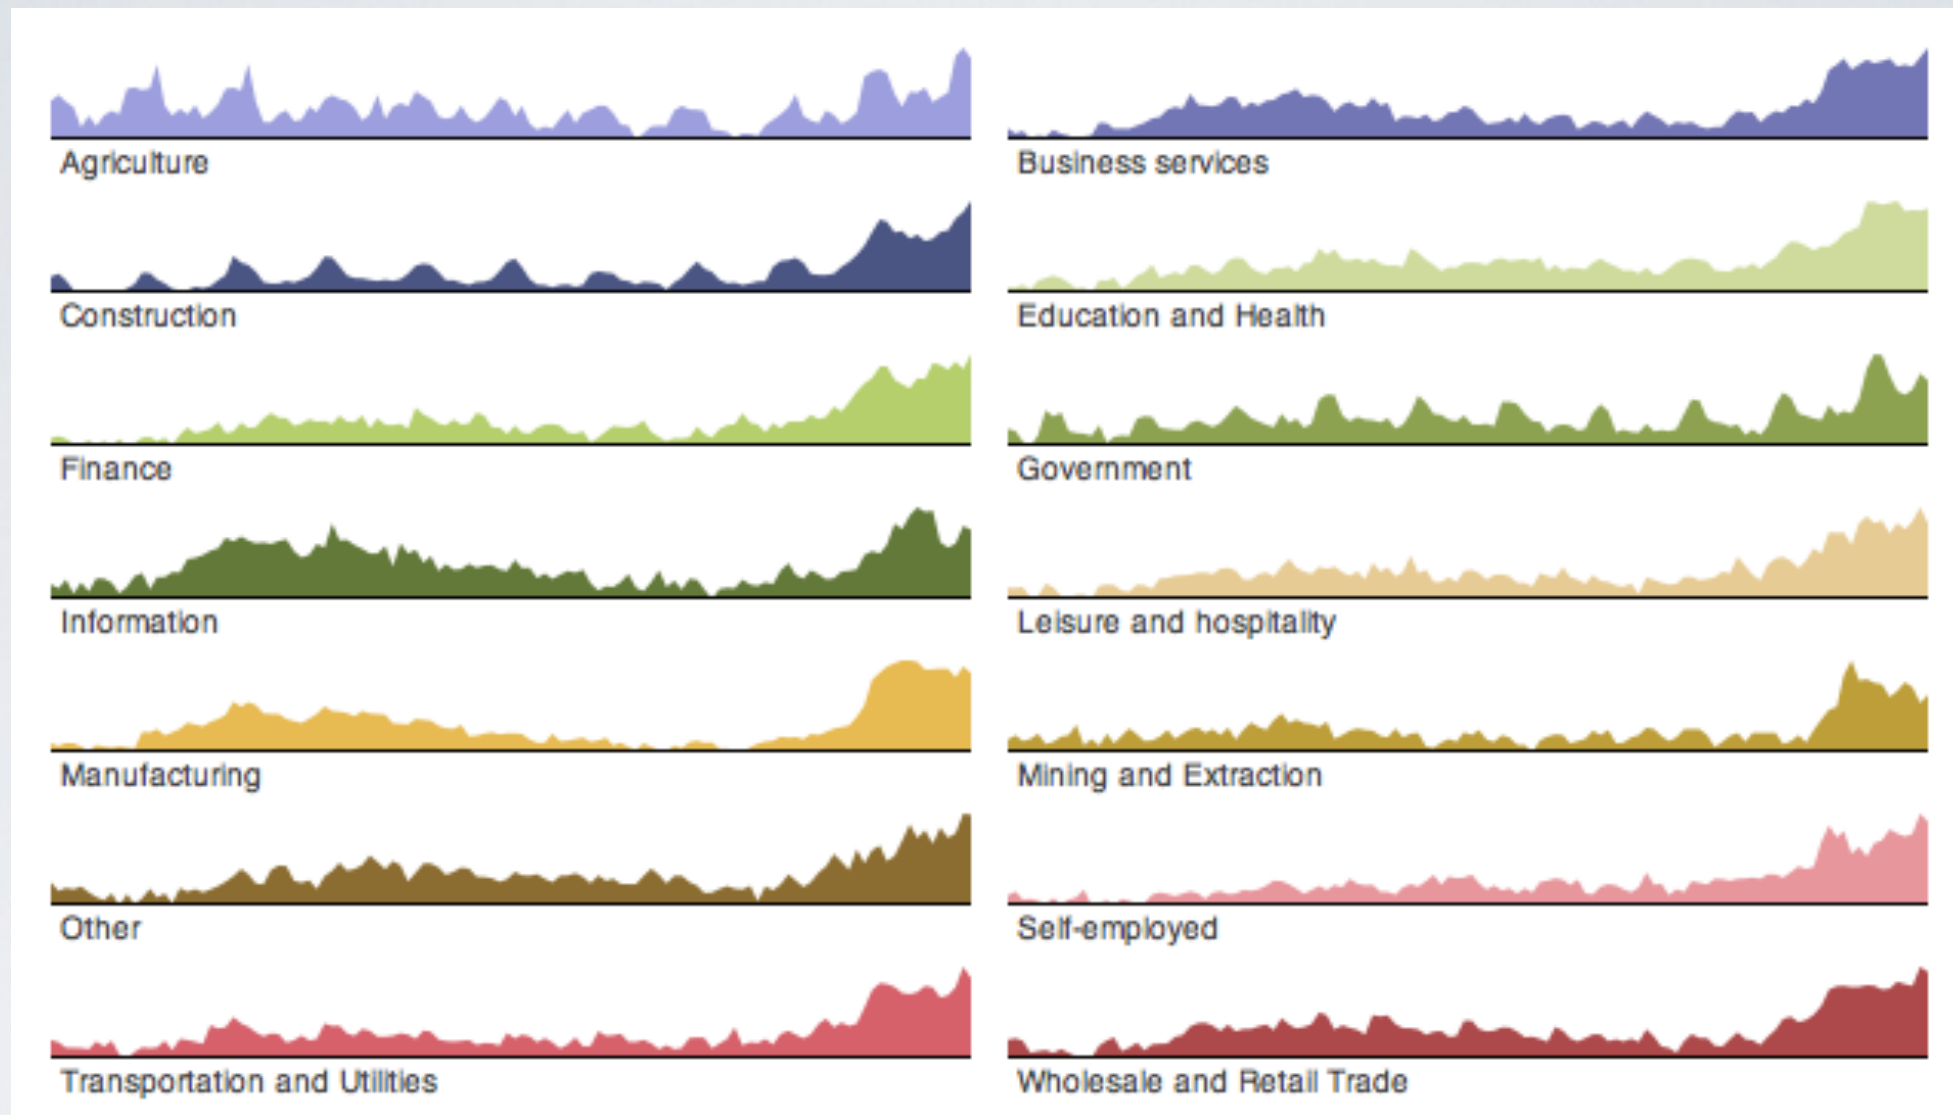 Agriculture
Business services
Construction
Education and Health
Finance
Government
Information
Leisure and hospitality
Manufacturing
Mining and Extraction
Other
Self-employed
Transportation and Utilities
Wholesale and Retail Trade